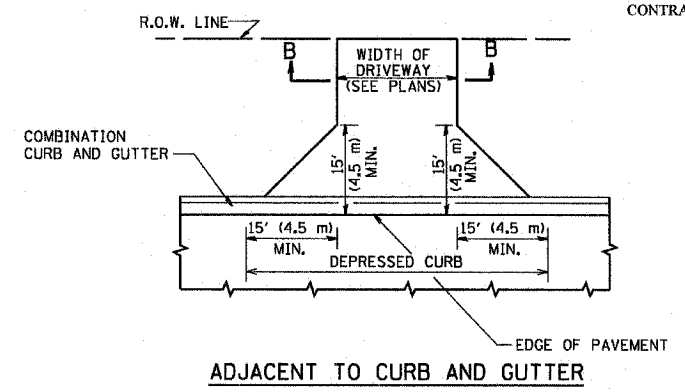 CONTRA
R.O.W. LINE
B
B
WIDTH OF
DRIVEWAY
(SEE PLANS)
COMBINATION
CURB AND GUTTER
15'
(4.5 m)
MIN.
15'
(4.5 m)
MIN.
15' (4.5 m)
MIN.
15' (4.5 m)
MIN.
DEPRESSED CURB
EDGE OF PAVEMENT
ADJACENT TO CURB AND GUTTER